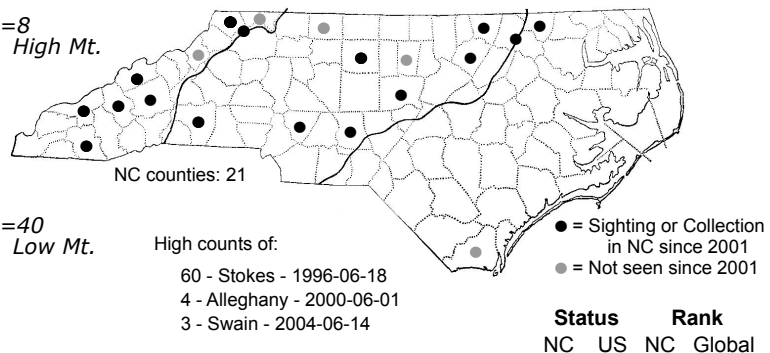 =8
High Mt.
NC counties: 21
=40
Low Mt.
High counts of:
60 - Stokes - 1996-06-18
4 - Alleghany - 2000-06-01
3 - Swain - 2004-06-14
= Sighting or Collection
in NC since 2001
= Not seen since 2001
Status Rank
NC US NC Global